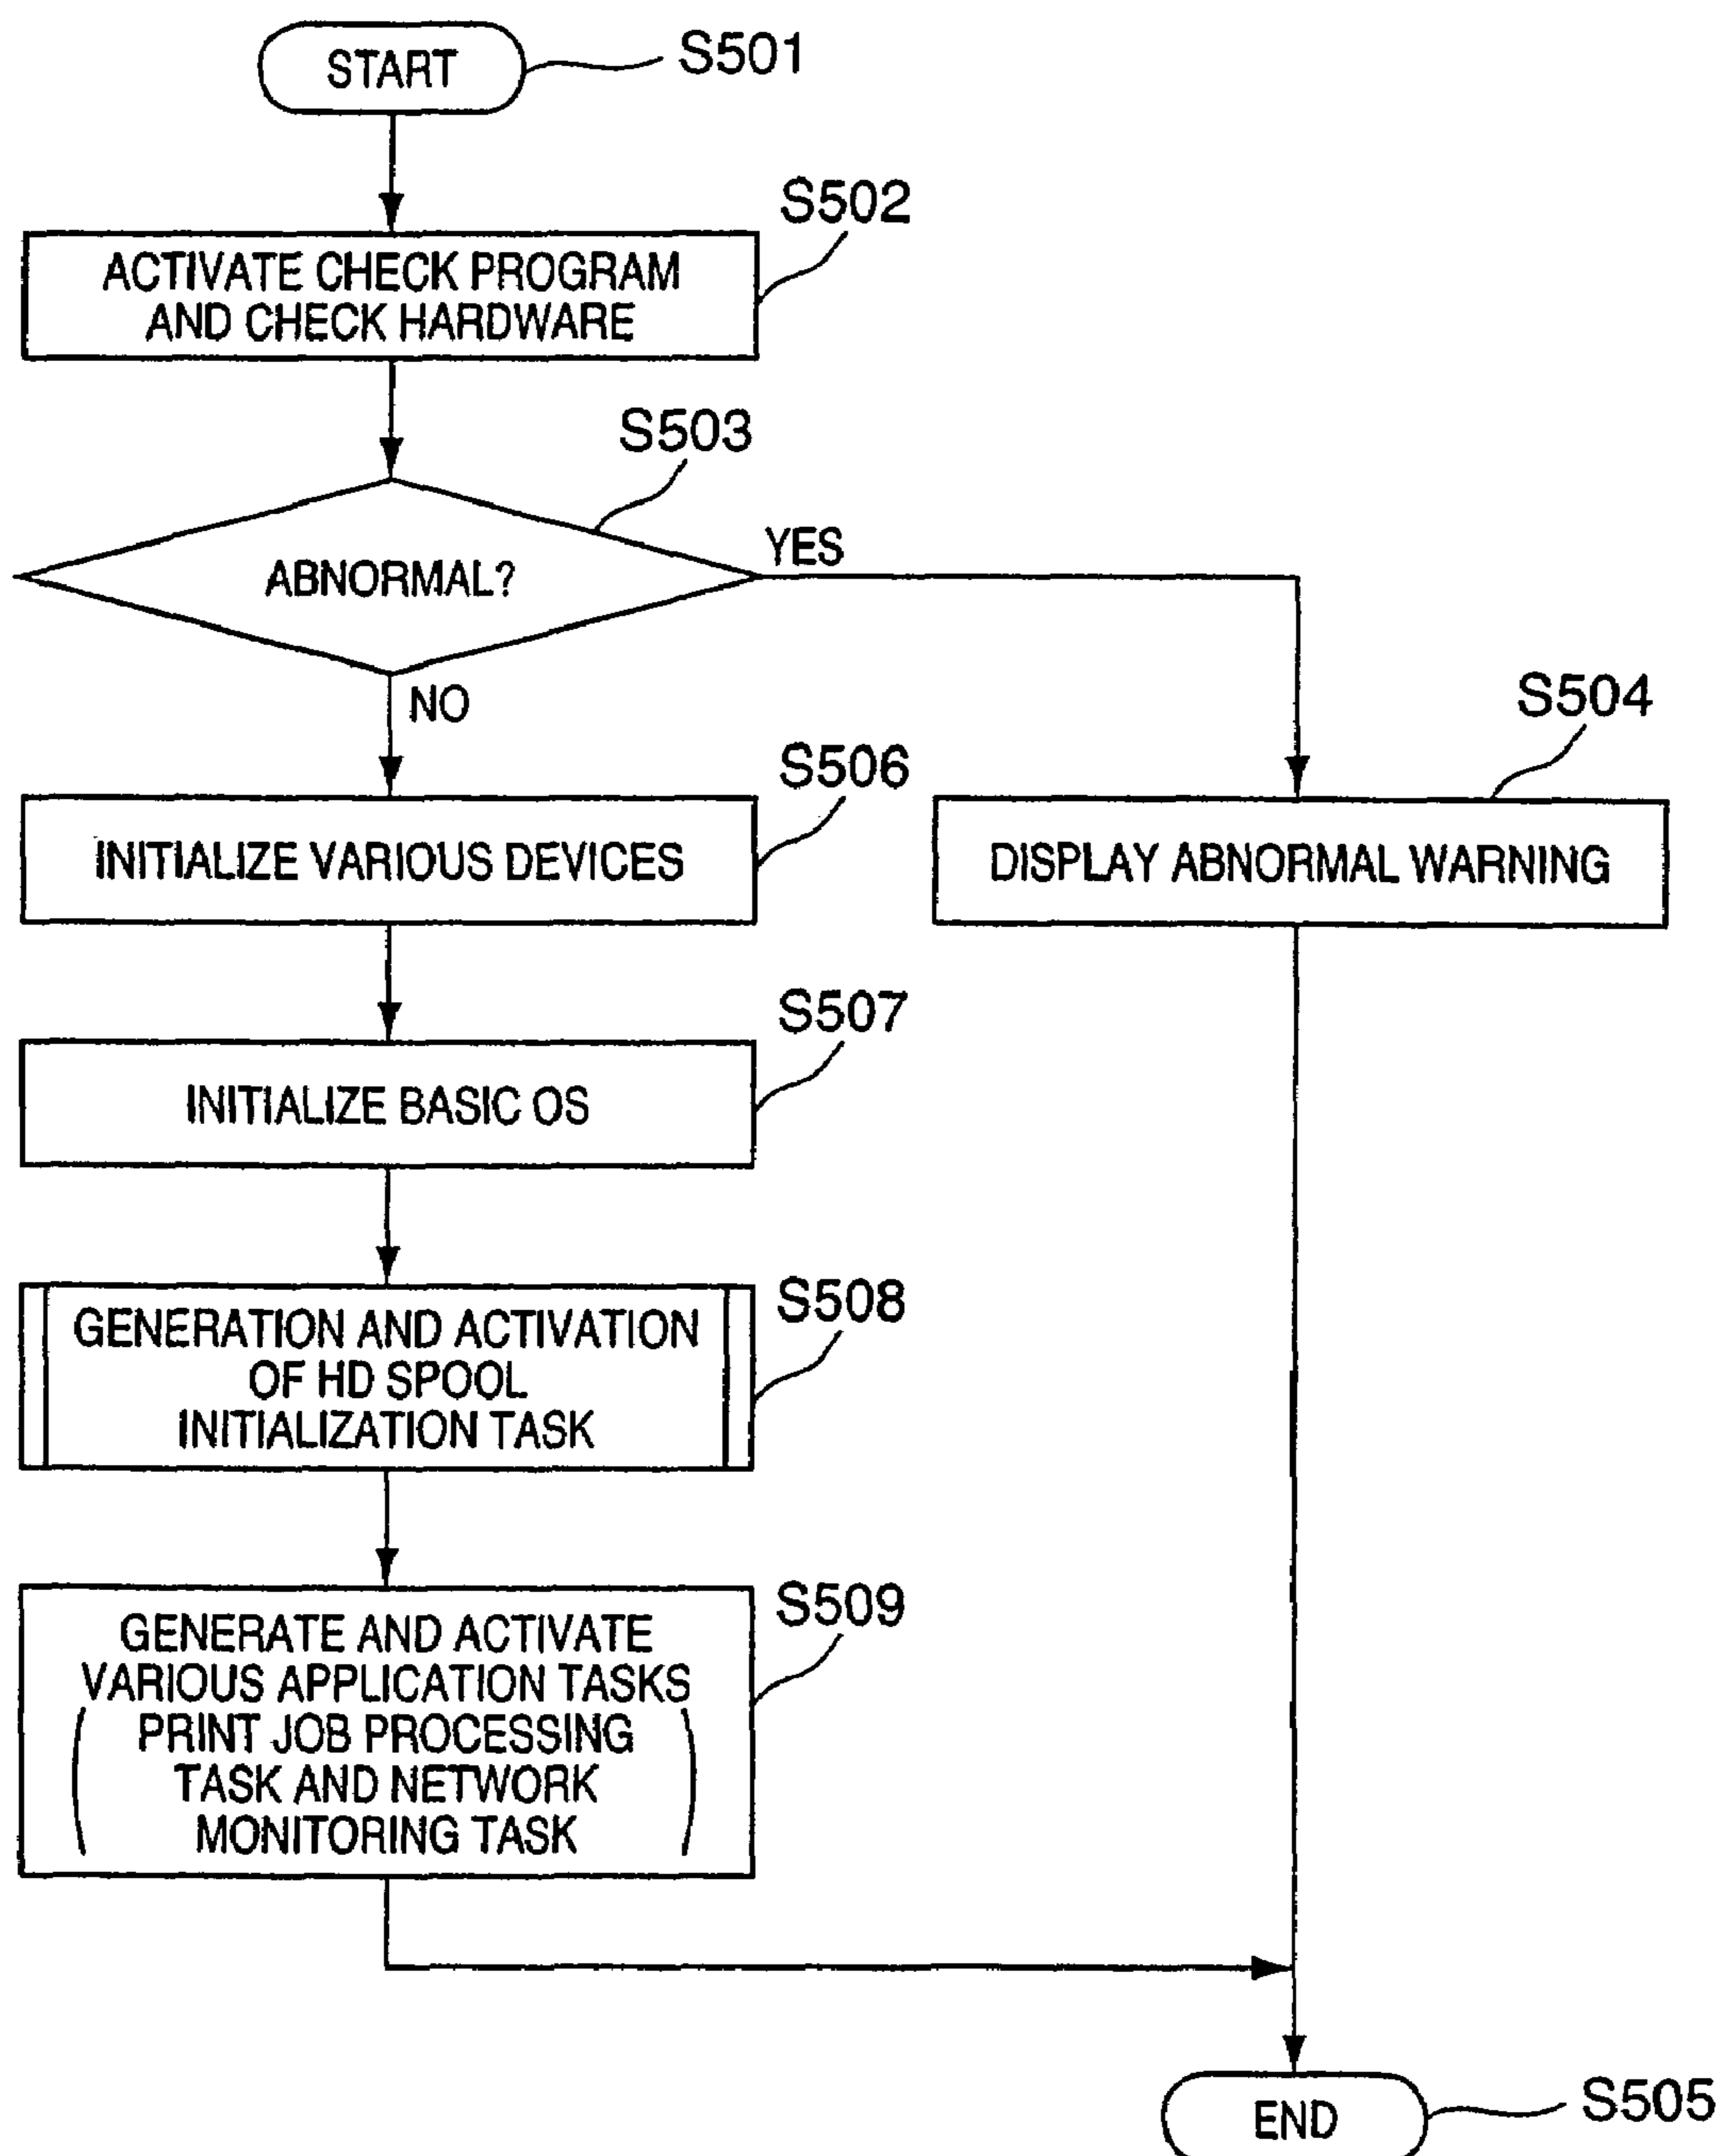 START
S501
S502
ACTIVATE CHECK PROGRAM
AND CHECK HARDWARE
S503
ABNORMAL?
YES
NO
S504
S506
INITIALIZE VARIOUS DEVICES
DISPLAY ABNORMAL WARNING
S507
INITIALIZE BASIC OS
S508
GENERATION AND ACTIVATION
OF HD SPOOL
INITIALIZATION TASK
S509
GENERATE AND ACTIVATE
VARIOUS APPLICATION TASKS
(PRINT JOB PROCESSING
TASK AND NETWORK
MONITORING TASK)
END
S505